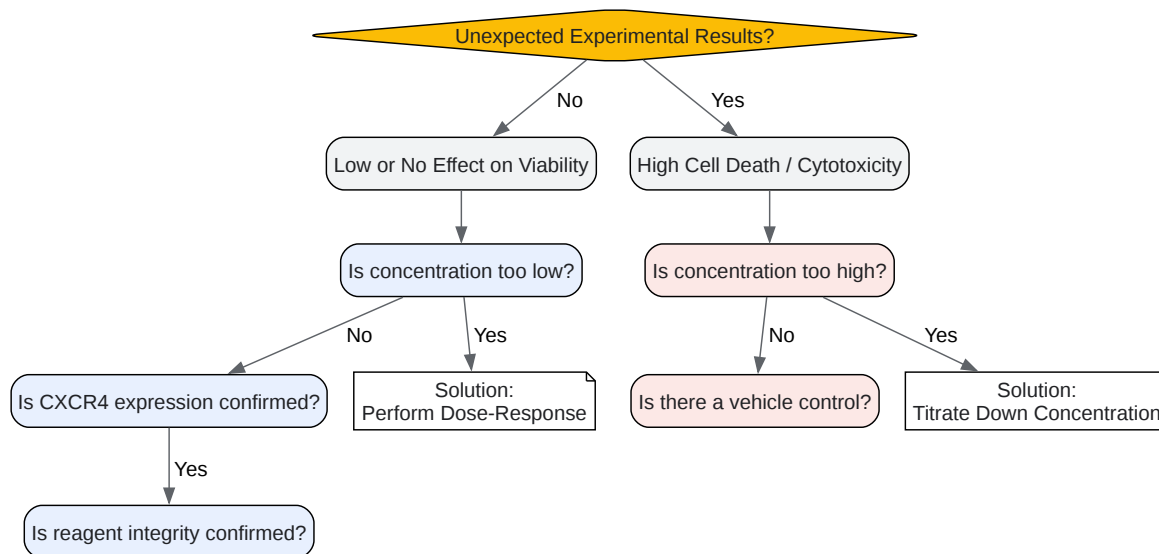 Unexpected Experimental Results?
No
Yes
Low or No Effect on Viability
High Cell Death / Cytotoxicity
Is concentration too low?
Is concentration too high?
No
Yes
No
Yes
Is CXCR4 expression confirmed?
Solution:
Perform Dose-Response
Is there a vehicle control?
Solution:
Titrate Down Concentration
Yes
Is reagent integrity confirmed?